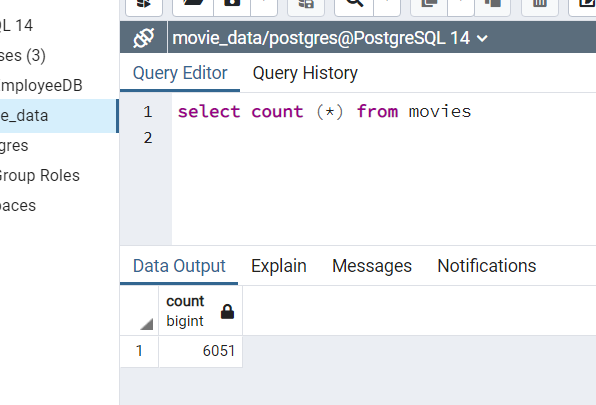 QL 14
ses (3)
mployeeDB
e_data
gres
Group Roles
paces
movie_data/postgres@PostgreSQL 14
Query Editor Query History
1 select count (*) from movies
2
Data Output Explain Messages Notifications
count
bigint
1 6051